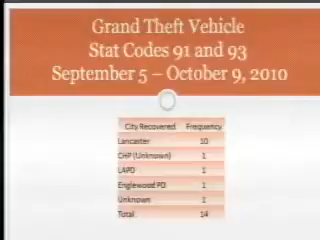 Grand Theft Vehicle
Stat Codes 91 and 93
September 5 – October 9, 2010
City Recovered Frequency
Lancaster 10
CHP (Unknown) 1
LAPD 1
Englewood PD 1
Unknown 1
Total 14